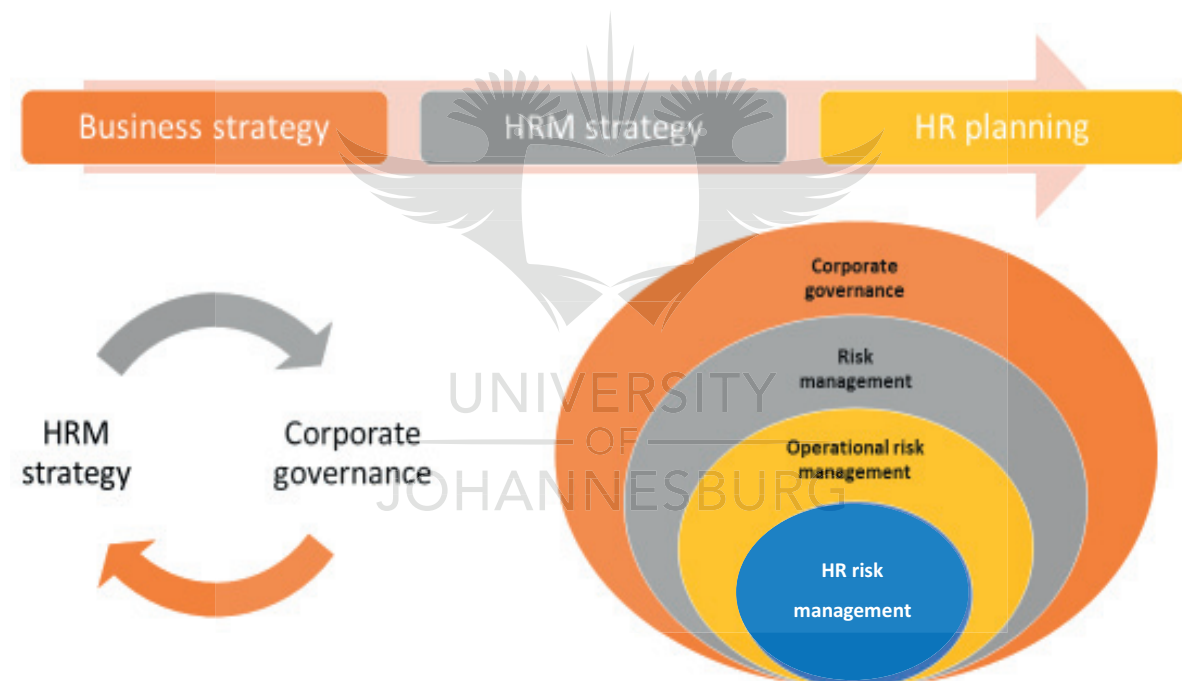 Business strategy
HRM strategy
HR planning
Corporate
governance
Risk
management
Operational risk
management
HR risk
management
HRM
strategy
Corporate
governance
UNIVERSITY
OF
JOHANNESBURG